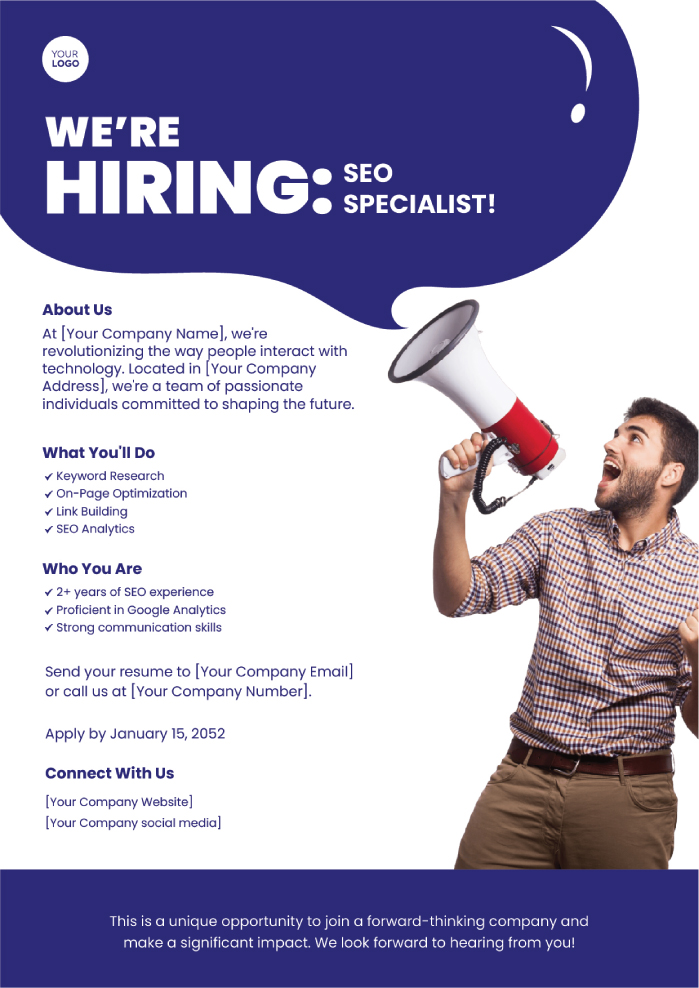 YOUR
LOGO
WE'RE
HIRING:
SEO
SPECIALIST!
About Us
At [Your Company Name], we're
revolutionizing the way people interact with
technology. Located in [Your Company
Address], we're a team of passionate
individuals committed to shaping the future.
What You'll Do
✓ Keyword Research
✓ On-Page Optimization
✓ Link Building
✓ SEO Analytics
Who You Are
✓ 2+ years of SEO experience
✓ Proficient in Google Analytics
✓ Strong communication skills
Send your resume to [Your Company Email]
or call us at [Your Company Number].
Apply by January 15, 2052
Connect With Us
[Your Company Website]
[Your Company social media]
This is a unique opportunity to join a forward-thinking company and
make a significant impact. We look forward to hearing from you!